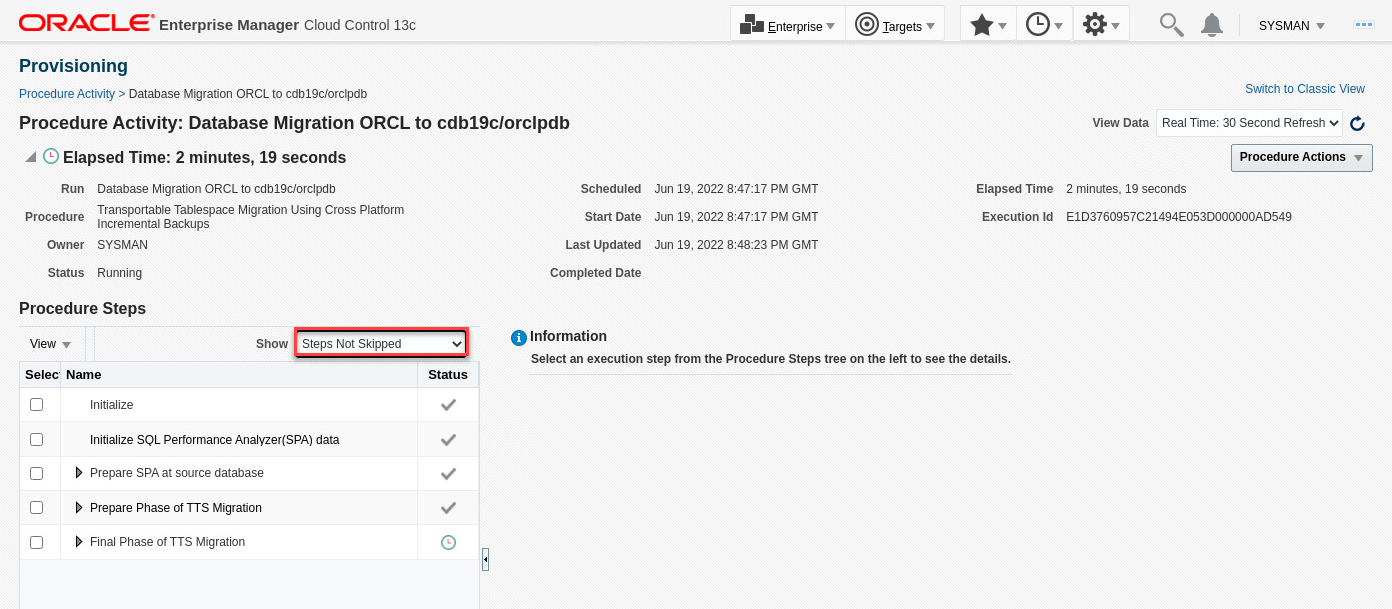 ORACLE Enterprise Manager Cloud Control 13c
Enterprise
Targets
SYSMAN
Provisioning
Procedure Activity > Database Migration ORCL to cdb19c/orclpdb
Switch to Classic View
Procedure Activity: Database Migration ORCL to cdb19c/orclpdb
View Data Real Time: 30 Second Refresh
Elapsed Time: 2 minutes, 19 seconds
Procedure Actions
Run Database Migration ORCL to cdb19c/orclpdb
Procedure Transportable Tablespace Migration Using Cross Platform
Incremental Backups
Owner SYSMAN
Status Running
Scheduled Jun 19, 2022 8:47:17 PM GMT
Start Date Jun 19, 2022 8:47:17 PM GMT
Last Updated Jun 19, 2022 8:48:23 PM GMT
Completed Date
Elapsed Time 2 minutes, 19 seconds
Execution Id E1D3760957C21494E053D000000AD549
Procedure Steps
View
Show Steps Not Skipped
Select Name Status
Initialize
Initialize SQL Performance Analyzer(SPA) data
Prepare SPA at source database
Prepare Phase of TTS Migration
Final Phase of TTS Migration
Information
Select an execution step from the Procedure Steps tree on the left to see the details.